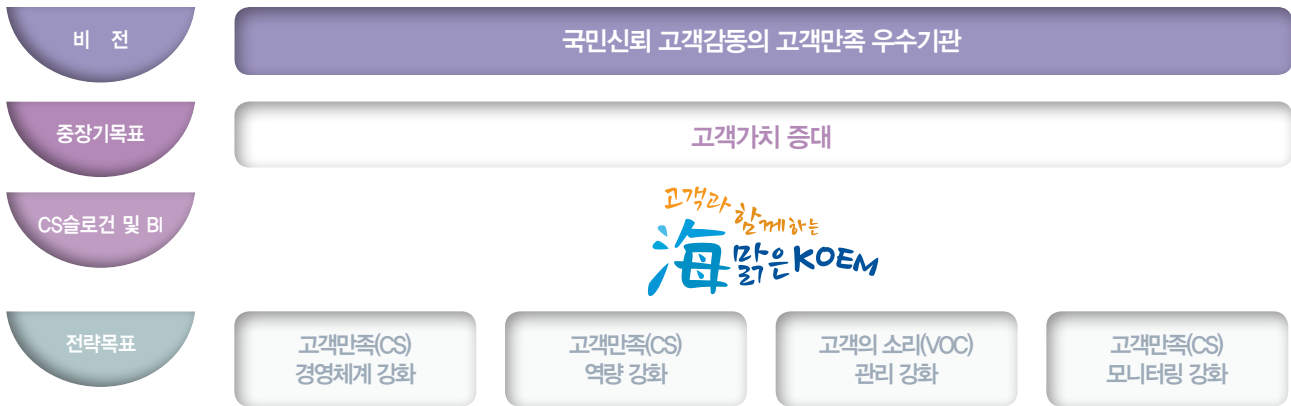 비 전
국민신뢰 고객감동의 고객만족 우수기관
중장기목표
고객가치 증대
CS슬로건 및 BI
고객과 함께하는
海맑은KOEM
전략목표
고객만족(CS)
경영체계 강화
고객만족(CS)
역량 강화
고객의 소리(VOC)
관리 강화
고객만족(CS)
모니터링 강화